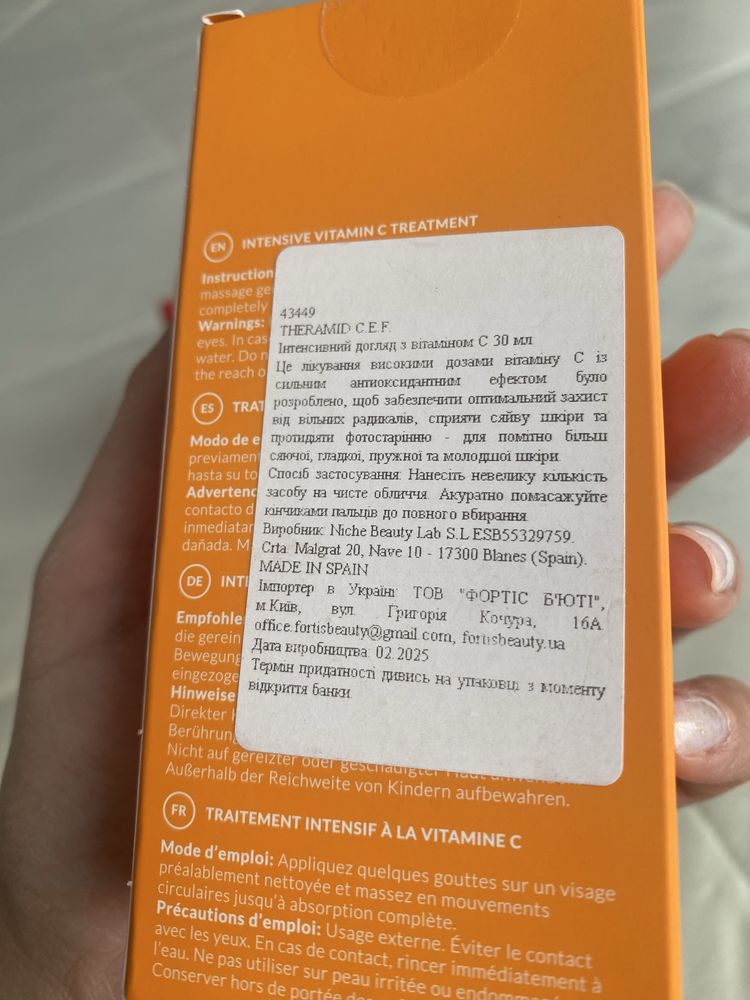 EN INTENSIVE VITAMIN C TREATMENT
Instruction
massage ge
completely
Warnings:
eyes. In cas
water. Do n
the reach o
ES TRAT
Modo de e
previamen
hasta su to
Advertenc
contacto d
inmediatar
dañada. M
DE INTE
Empfohle
die gerein
Bewegung
eingezoge
Hinweise
Direkter K
Berührun
Nicht auf gereizter oder geschädigter Haut
Außerhalb der Reichweite von Kindern aufbewahren.
43449
THERAMID C.E.F.
Інтенсивний догляд з вітаміном С 30 мл
Це лікування високими дозами вітаміну С із
сильним антиоксидантним ефектом було
розроблено, щоб забезпечити оптимальний захист
від вільних радикалів, сприяти сяйву шкіри та
протидіяти фотостарінню - для помітно більш
сяючої, гладкої, пружної та молодшої шкіри.
Спосіб застосування: Нанесіть невелику кількість
засобу на чисте обличчя. Акуратно помасажуйте
кінчиками пальців до повного вбирання.
Виробник: Niche Beauty Lab S.L ESB55329759.
Crta. Malgrat 20, Nave 10 - 17300 Blanes (Spain).
MADE IN SPAIN
Імпортер в Україні: ТОВ "ФОРТІС Б'ЮТІ",
м.Київ, вул. Григорія Кочура, 16А
office.fortisbeauty@gmail.com, fortisbeauty.ua
Дата виробництва: 02.2025
Термін придатності дивись на упаковці з моменту
відкриття банки.
FR TRAITEMENT INTENSIF À LA VITAMINE C
Mode d'emploi: Appliquez quelques gouttes sur un visage
préalablement nettoyée et massez en mouvements
circulaires jusqu'à absorption complète.
Précautions d'emploi: Usage externe. Éviter le contact
avec les yeux. En cas de contact, rincer immédiatement à
l'eau. Ne pas utiliser sur peau irritée ou
Conserver hors de portée